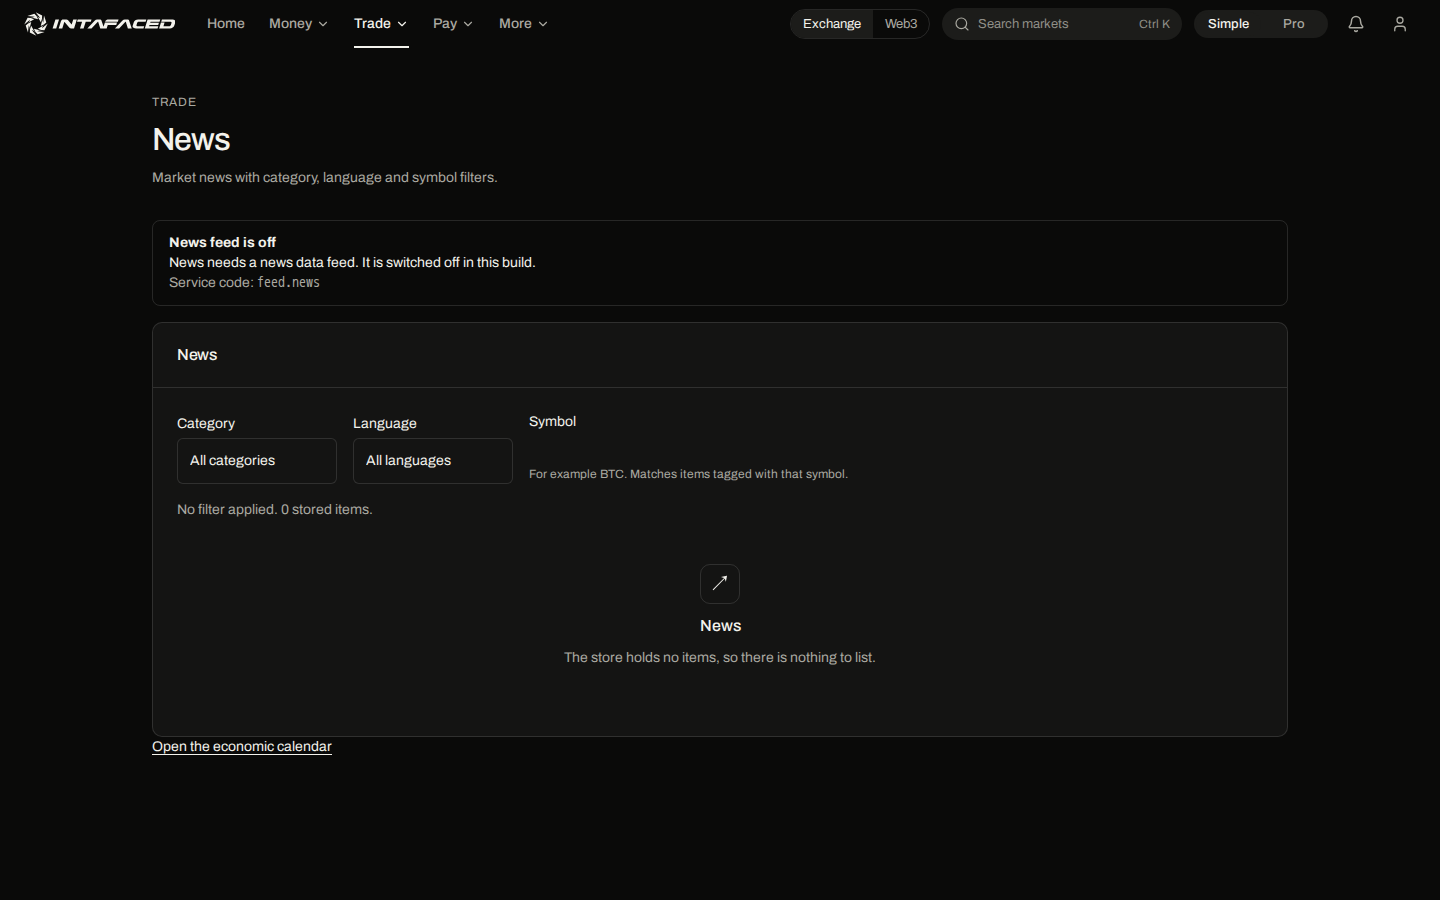 INTAFACED
Home
Money
Trade
Pay
More
Exchange
Web3
Search markets
Ctrl K
Simple
Pro
TRADE
News
Market news with category, language and symbol filters.
News feed is off
News needs a news data feed. It is switched off in this build.
Service code: feed.news
News
Category
Language
Symbol
All categories
All languages
For example BTC. Matches items tagged with that symbol.
No filter applied. 0 stored items.
News
The store holds no items, so there is nothing to list.
Open the economic calendar